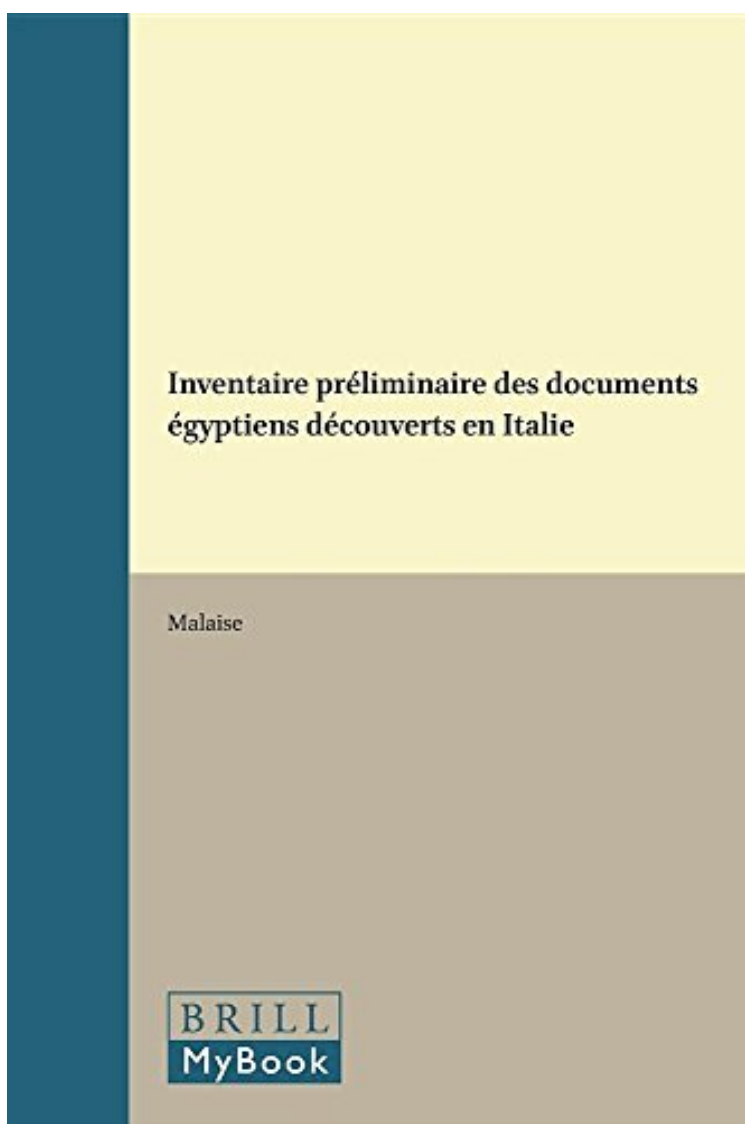 Inventaire préliminaire des documents
égyptiens découverts en Italie
Malaise
BRILL
MyBook